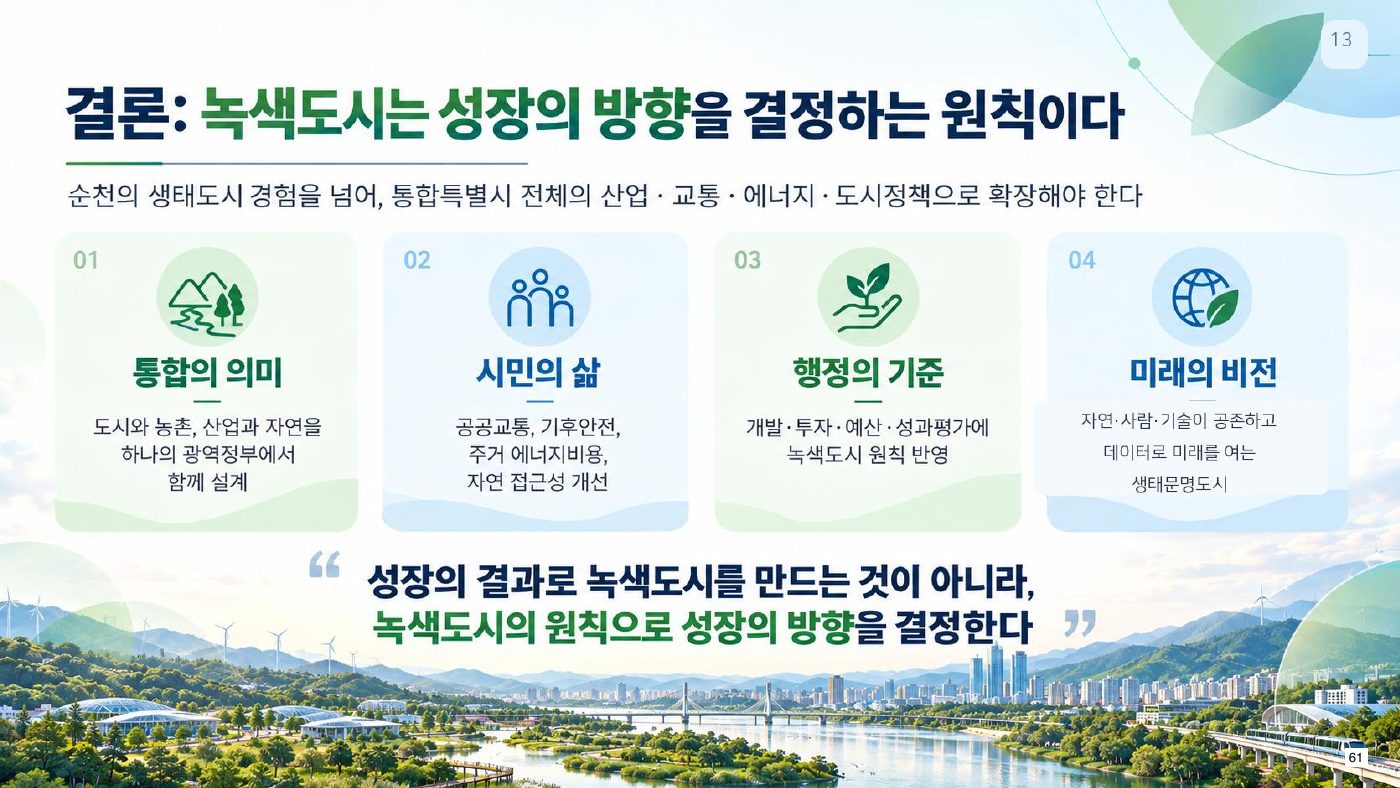 13
결론: 녹색도시는 성장의 방향을 결정하는 원칙이다
순천의 생태도시 경험을 넘어, 통합특별시 전체의 산업 · 교통 · 에너지 · 도시정책으로 확장해야 한다
01
통합의 의미
도시와 농촌, 산업과 자연을
하나의 광역정부에서
함께 설계
02
시민의 삶
공공교통, 기후안전,
주거 에너지비용,
자연 접근성 개선
03
행정의 기준
개발 · 투자 · 예산 · 성과평가에
녹색도시 원칙 반영
04
미래의 비전
자연·사람·기술이 공존하고
데이터로 미래를 여는
생태문명도시
“ 성장의 결과로 녹색도시를 만드는 것이 아니라,
녹색도시의 원칙으로 성장의 방향을 결정한다 ”
61